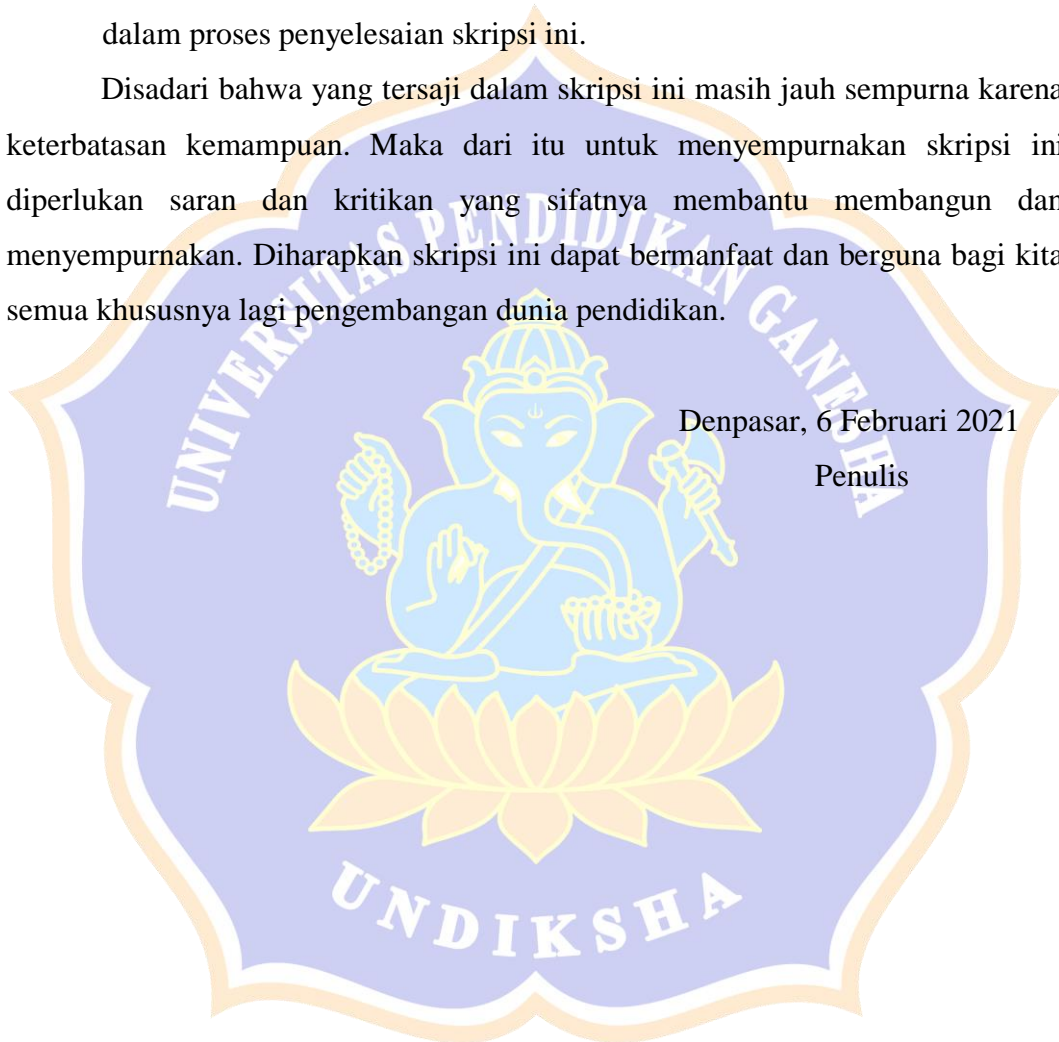 dalam proses penyelesaian skripsi ini.
Disadari bahwa yang tersaji dalam skripsi ini masih jauh sempurna karena
keterbatasan kemampuan. Maka dari itu untuk menyempurnakan skripsi ini
diperlukan saran dan kritikan yang sifatnya membantu membangun dan
menyempurnakan. Diharapkan skripsi ini dapat bermanfaat dan berguna bagi kita
semua khususnya lagi pengembangan dunia pendidikan.
UNIVERSITAS PENDIDIKAN GANESHA
Denpasar, 6 Februari 2021
Penulis
UNDIKSHA